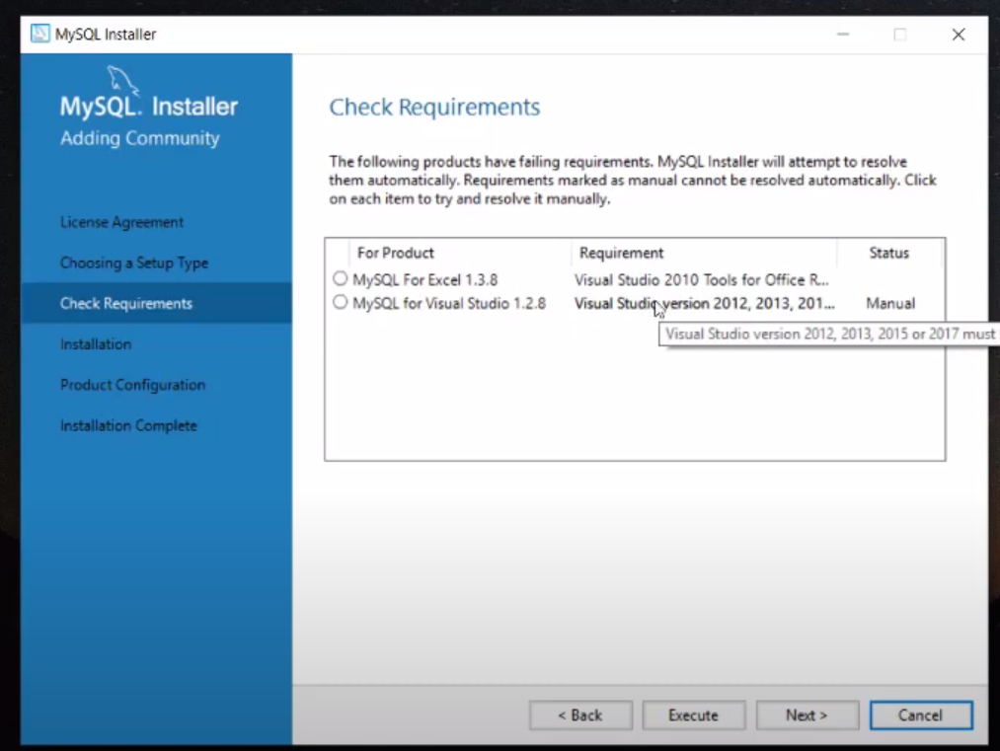 MySQL Installer
MySQL. Installer
Adding Community
License Agreement
Choosing a Setup Type
Check Requirements
Installation
Product Configuration
Installation Complete
Check Requirements
The following products have failing requirements. MySQL Installer will attempt to resolve
them automatically. Requirements marked as manual cannot be resolved automatically. Click
on each item to try and resolve it manually.
For Product Requirement Status
MySQL For Excel 1.3.8 Visual Studio 2010 Tools for Office R...
MySQL for Visual Studio 1.2.8 Visual Studio version 2012, 2013, 201... Manual
Visual Studio version 2012, 2013, 2015 or 2017 must
< Back Execute Next > Cancel